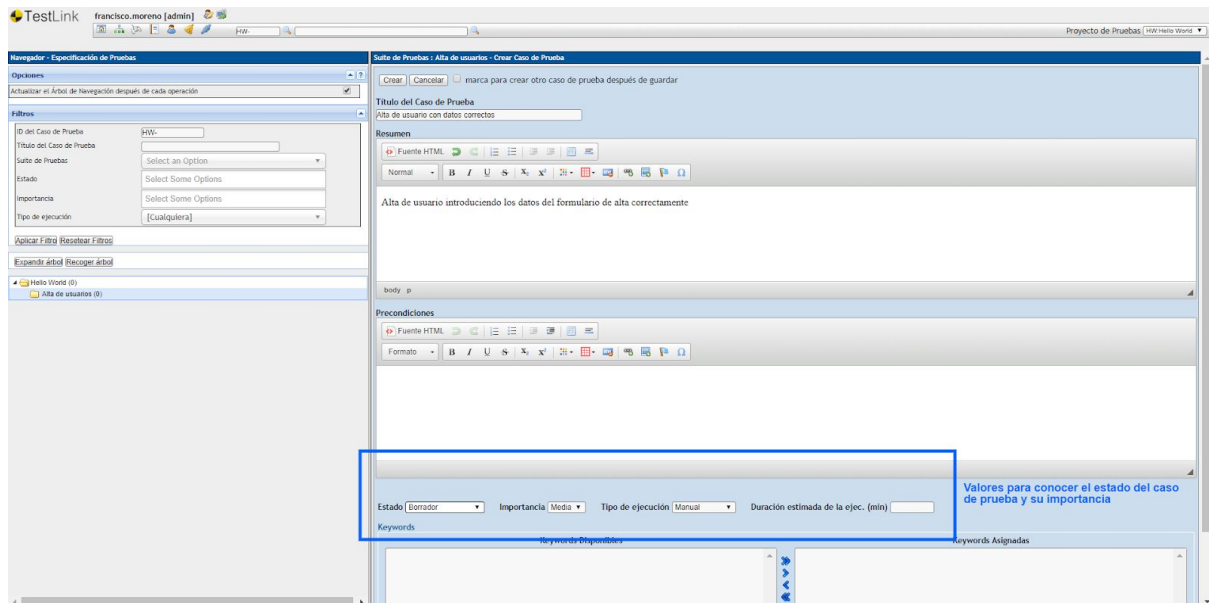 TestLink francisco.moreno [admin]
HW-
Proyecto de Pruebas HW:Hello World
Navegador - Especificación de Pruebas
Opciones
Actualizar el Árbol de Navegación después de cada operación
Filtros
ID del Caso de Prueba HW-
Título del Caso de Prueba
Suite de Pruebas Select an Option
Estado Select Some Options
Importancia Select Some Options
Tipo de ejecución [Cualquiera]
Aplicar Filtro Resetear Filtros
Expandir árbol Recoger árbol
Hello World (0)
Alta de usuarios (0)
Suite de Pruebas : Alta de usuarios - Crear Caso de Prueba
Crear Cancelar marca para crear otro caso de prueba después de guardar
Título del Caso de Prueba
Alta de usuario con datos correctos
Resumen
Fuente HTML
Normal B I U S X₂ X² Ω
Alta de usuario introduciendo los datos del formulario de alta correctamente
body p
Precondiciones
Fuente HTML
Formato B I U S X₂ X² Ω
Valores para conocer el estado del caso
de prueba y su importancia
Estado Borrador Importancia Media Tipo de ejecución Manual Duración estimada de la ejec. (min)
Keywords
Keywords Disponibles Keywords Asignadas